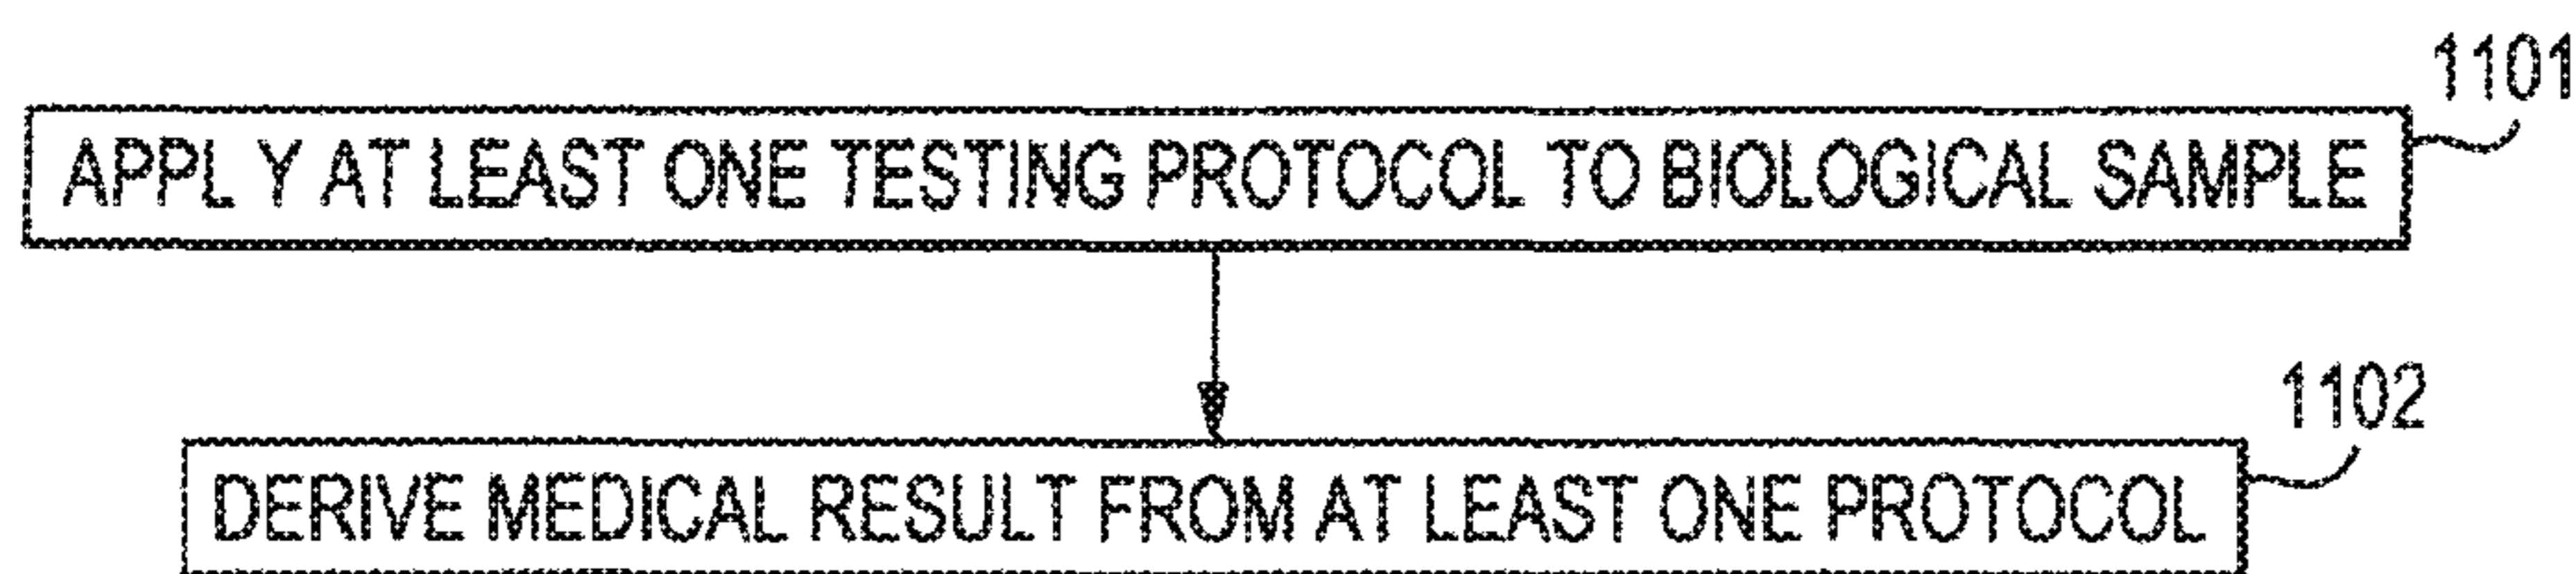 1101
APPL Y AT LEAST ONE TESTING PROTOCOL TO BIOLOGICAL SAMPLE
1102
DERIVE MEDICAL RESULT FROM AT LEAST ONE PROTOCOL